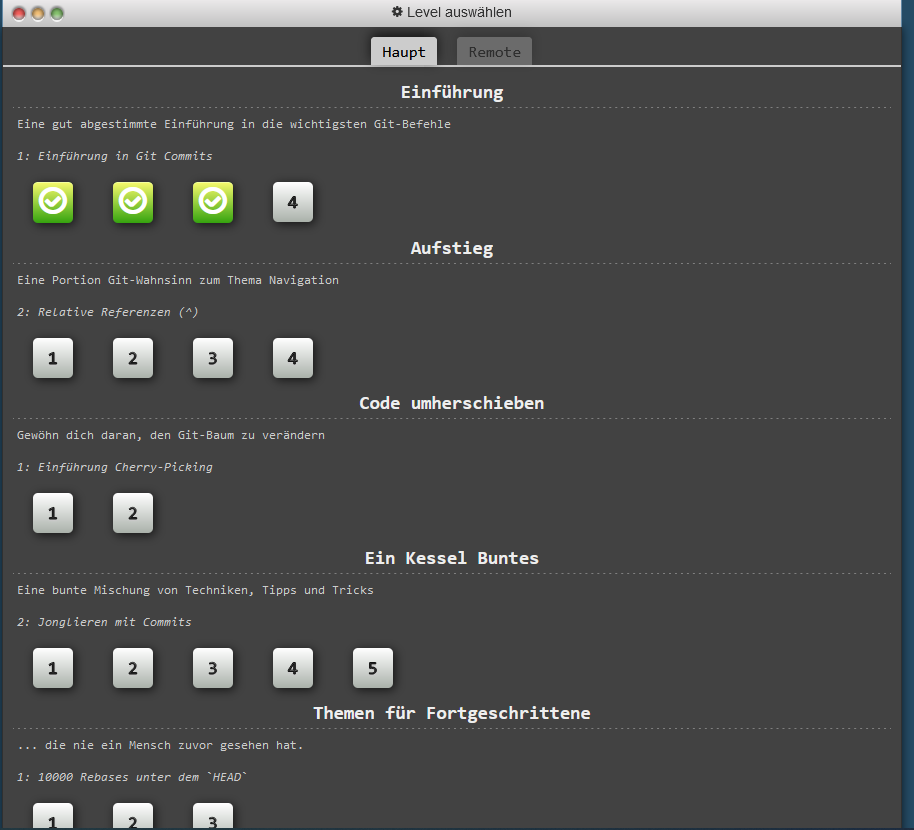 Level auswählen
Haupt Remote
Einführung
Eine gut abgestimmte Einführung in die wichtigsten Git-Befehle
1: Einführung in Git Commits
4
Aufstieg
Eine Portion Git-Wahnsinn zum Thema Navigation
2: Relative Referenzen (^)
1 2 3 4
Code umherschieben
Gewöhn dich daran, den Git-Baum zu verändern
1: Einführung Cherry-Picking
1 2
Ein Kessel Buntes
Eine bunte Mischung von Techniken, Tipps und Tricks
2: Jonglieren mit Commits
1 2 3 4 5
Themen für Fortgeschrittene
... die nie ein Mensch zuvor gesehen hat.
1: 10000 Rebases unter dem `HEAD`
1 2 3